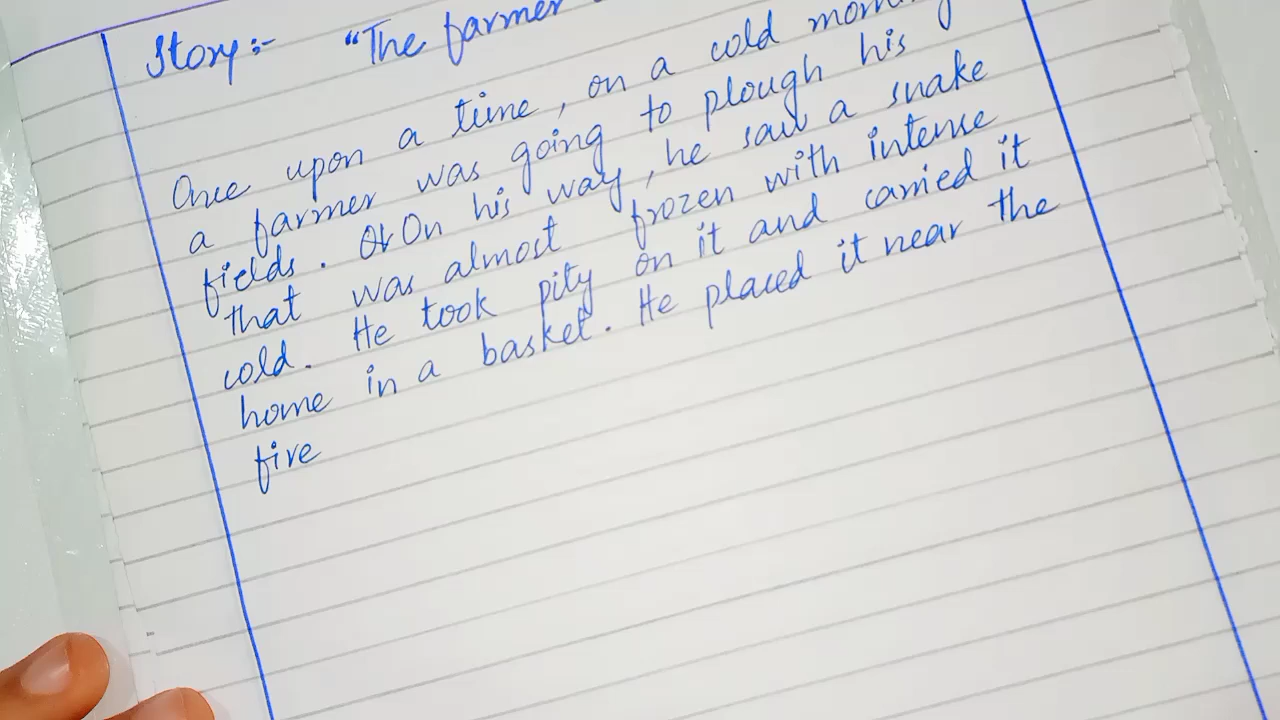 Story:- "The farmer
Once upon a time, on a cold
a farmer was going to plough his
fields. On his way, he saw a snake
that was almost frozen with intense
cold. He took pity on it and carried it
home in a basket. He placed it near the
fire